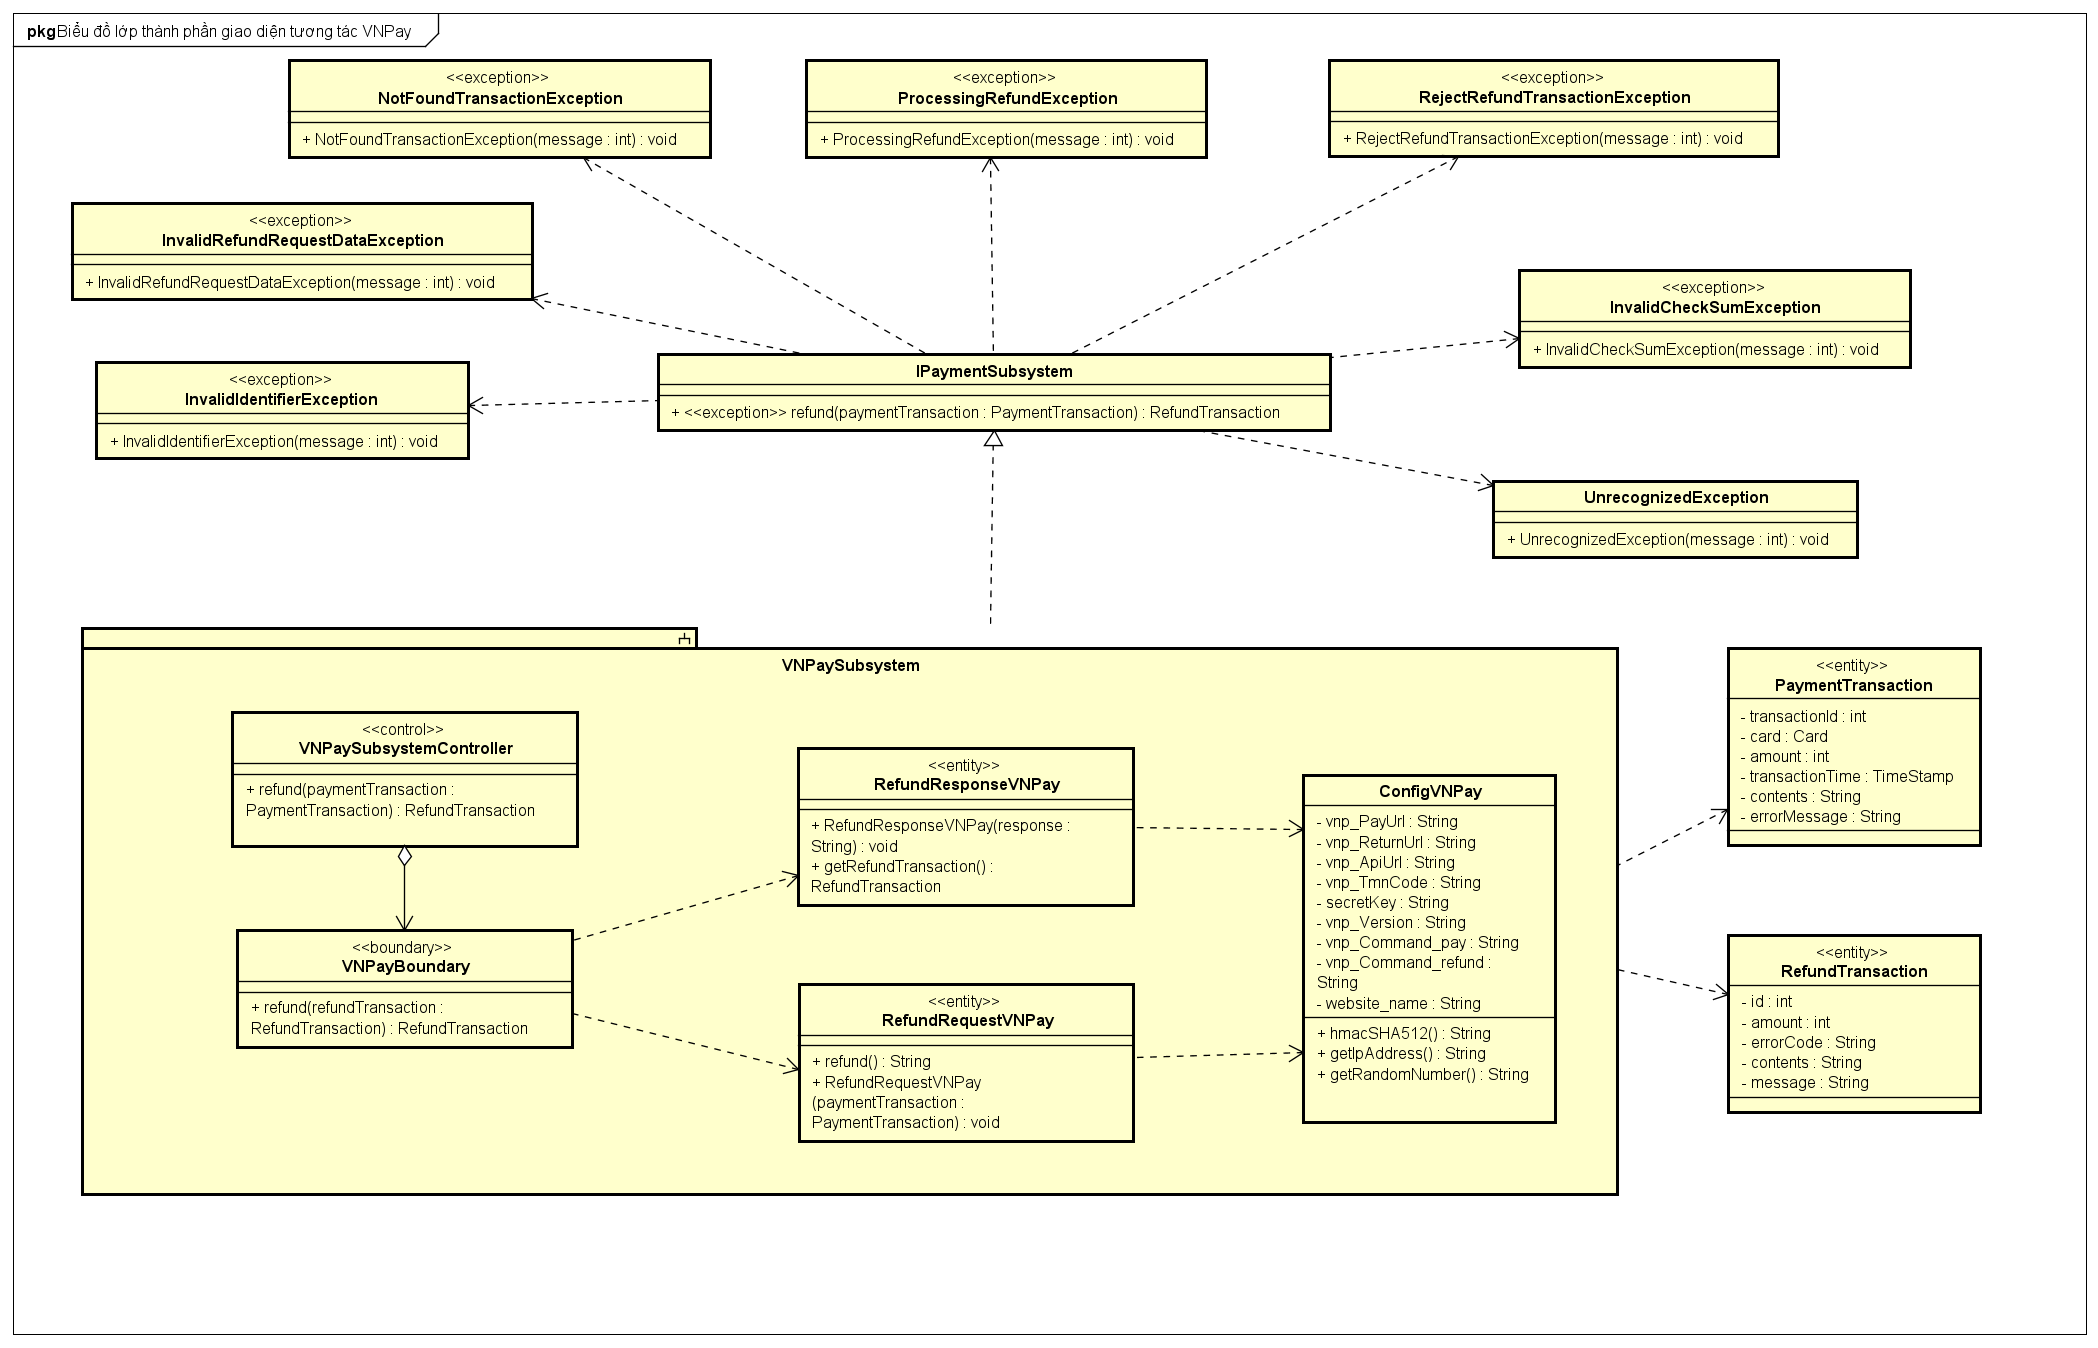 pkgBiểu đồ lớp thành phần giao diện tương tác VNPay
<<exception>>
NotFoundTransactionException
+ NotFoundTransactionException(message : int) : void
<<exception>>
ProcessingRefundException
+ ProcessingRefundException(message : int) : void
<<exception>>
RejectRefundTransactionException
+ RejectRefundTransactionException(message : int) : void
<<exception>>
InvalidRefundRequestDataException
+ InvalidRefundRequestDataException(message : int) : void
<<exception>>
InvalidCheckSumException
+ InvalidCheckSumException(message : int) : void
<<exception>>
InvalidIdentifierException
+ InvalidIdentifierException(message : int) : void
IPaymentSubsystem
+ <<exception>> refund(paymentTransaction : PaymentTransaction) : RefundTransaction
UnrecognizedException
+ UnrecognizedException(message : int) : void
VNPaySubsystem
<<control>>
VNPaySubsystemController
+ refund(paymentTransaction :
PaymentTransaction) : RefundTransaction
<<boundary>>
VNPayBoundary
+ refund(refundTransaction :
RefundTransaction) : RefundTransaction
<<entity>>
RefundResponseVNPay
+ RefundResponseVNPay(response :
String) : void
+ getRefundTransaction() :
RefundTransaction
<<entity>>
RefundRequestVNPay
+ refund() : String
+ RefundRequestVNPay
(paymentTransaction :
PaymentTransaction) : void
ConfigVNPay
- vnp_PayUrl : String
- vnp_ReturnUrl : String
- vnp_ApiUrl : String
- vnp_TmnCode : String
- secretKey : String
- vnp_Version : String
- vnp_Command_pay : String
- vnp_Command_refund :
String
- website_name : String
+ hmacSHA512() : String
+ getIpAddress() : String
+ getRandomNumber() : String
<<entity>>
PaymentTransaction
- transactionId : int
- card : Card
- amount : int
- transactionTime : TimeStamp
- contents : String
- errorMessage : String
<<entity>>
RefundTransaction
- id : int
- amount : int
- errorCode : String
- contents : String
- message : String